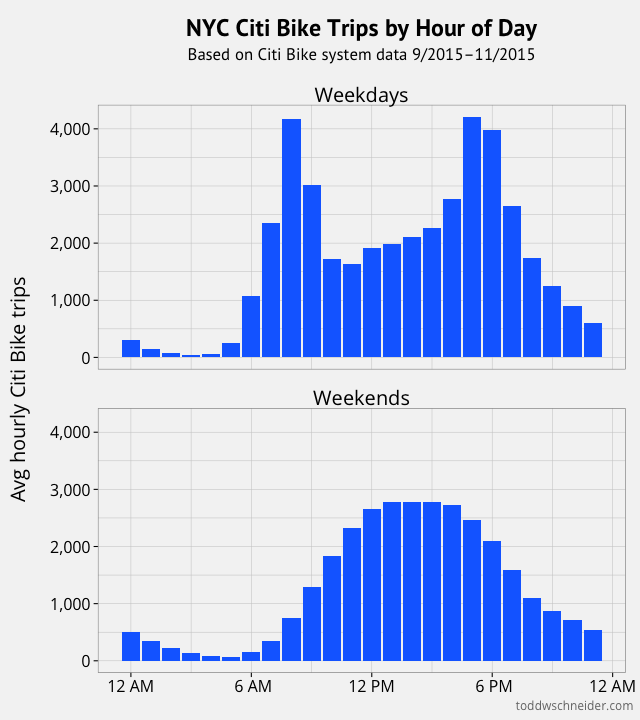 NYC Citi Bike Trips by Hour of Day
Based on Citi Bike system data 9/2015–11/2015
Weekdays
4,000
3,000
2,000
1,000
0
Avg hourly Citi Bike trips
Weekends
4,000
3,000
2,000
1,000
0
12 AM 6 AM 12 PM 6 PM 12 AM
toddwschneider.com